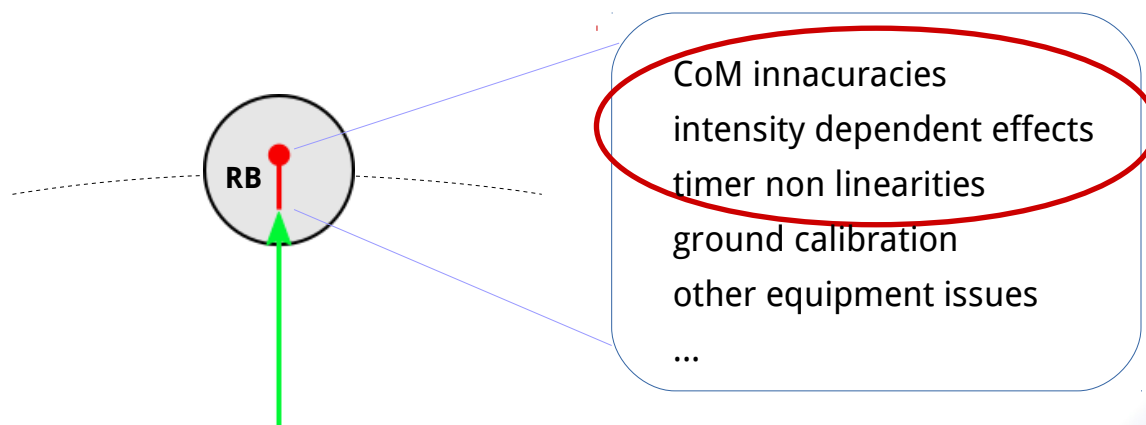 RB
CoM innacuracies
intensity dependent effects
timer non linearities
ground calibration
other equipment issues
...